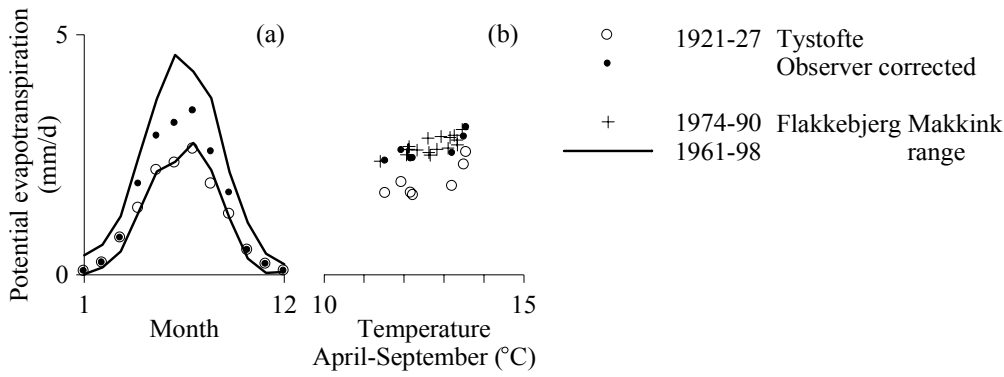 Potential evapotranspiration
(mm/d)
5
0
(a)
1
12
Month
(b)
10
15
Temperature
April-September (°C)
1921-27 Tystofte
Observer corrected
1974-90 Flakkebjerg Makkink
1961-98 range